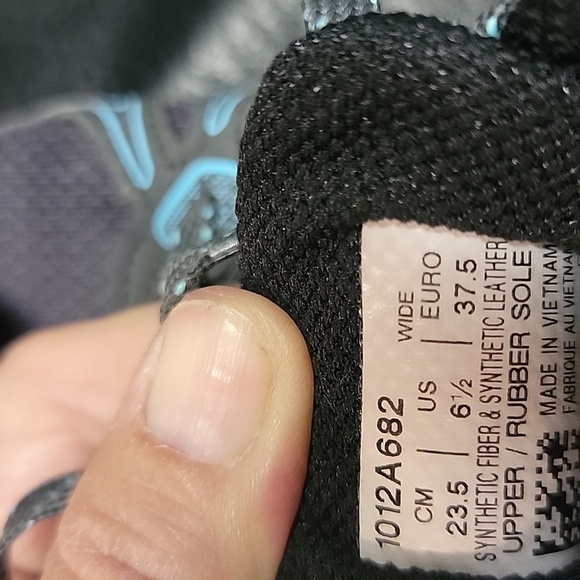 1012A682 WIDE
CM | US | EURO
23.5 | 6½ | 37.5
SYNTHETIC FIBER & SYNTHETIC LEATHER
UPPER / RUBBER SOLE
MADE IN VIETNAM
FABRIQUE AU VIETNAM